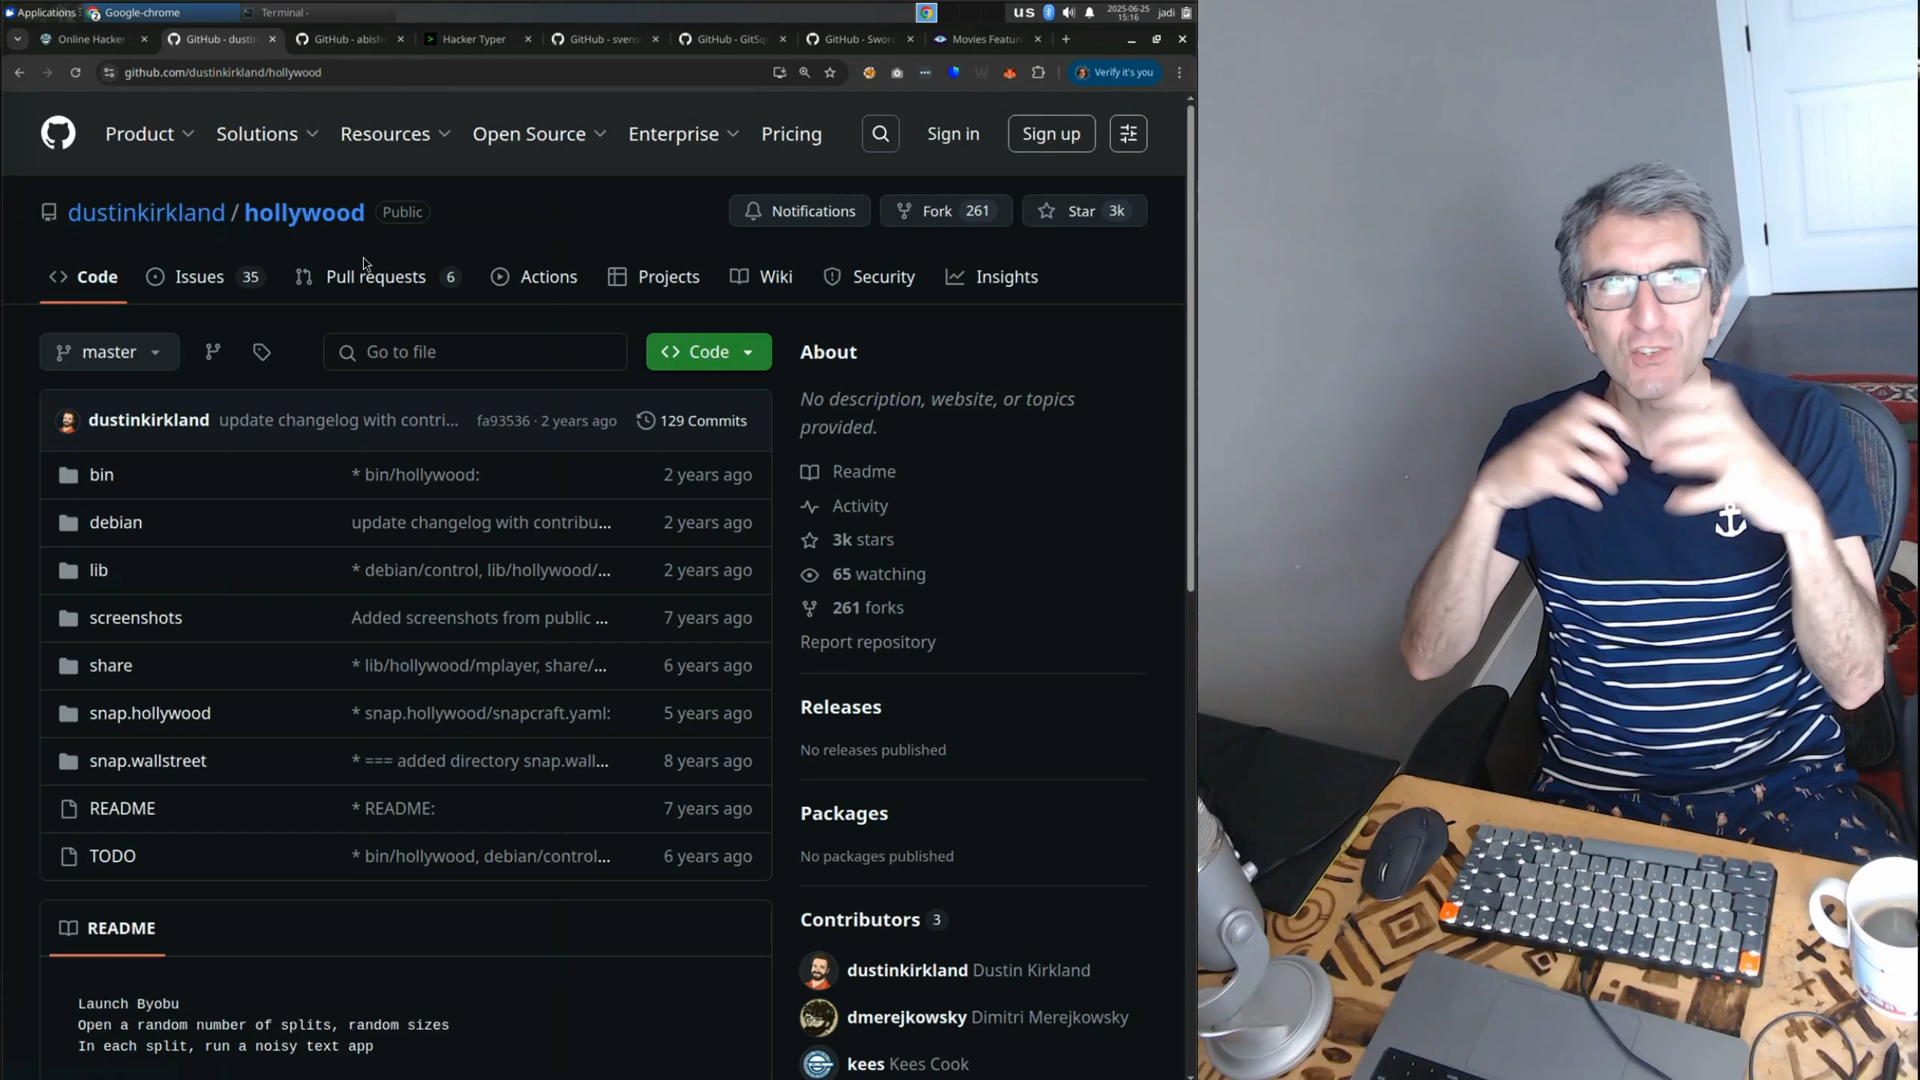 Applications
Google-chrome
Terminal -
us
2025-06-25
15:16
jadi
Online Hacker
GitHub - dustin
GitHub - abish
Hacker Typer
GitHub - svens
GitHub - GitSq
GitHub - Swor
Movies Featur
github.com/dustinkirkland/hollywood
Verify it's you
Product
Solutions
Resources
Open Source
Enterprise
Pricing
Sign in
Sign up
dustinkirkland / hollywood
Public
Notifications
Fork 261
Star 3k
Code
Issues 35
Pull requests 6
Actions
Projects
Wiki
Security
Insights
master
Go to file
Code
dustinkirkland update changelog with contri... fa93536 · 2 years ago 129 Commits
bin * bin/hollywood: 2 years ago
debian update changelog with contribu... 2 years ago
lib * debian/control, lib/hollywood/... 2 years ago
screenshots Added screenshots from public ... 7 years ago
share * lib/hollywood/mplayer, share/... 6 years ago
snap.hollywood * snap.hollywood/snapcraft.yaml: 5 years ago
snap.wallstreet * === added directory snap.wall... 8 years ago
README * README: 7 years ago
TODO * bin/hollywood, debian/control... 6 years ago
README
Launch Byobu
Open a random number of splits, random sizes
In each split, run a noisy text app
About
No description, website, or topics
provided.
Readme
Activity
3k stars
65 watching
261 forks
Report repository
Releases
No releases published
Packages
No packages published
Contributors 3
dustinkirkland Dustin Kirkland
dmerejkowsky Dimitri Merejkowsky
kees Kees Cook